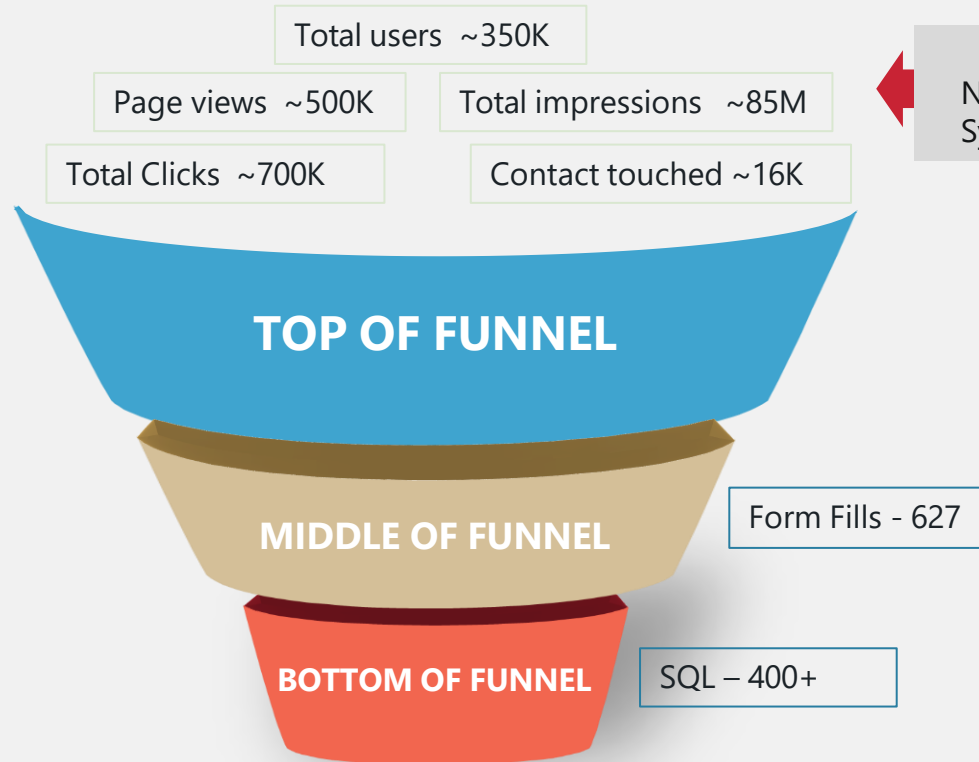 Total users ~350K
Page views ~500K
Total impressions ~85M
Total Clicks ~700K
Contact touched ~16K
TOP OF FUNNEL
MIDDLE OF FUNNEL
Form Fills - 627
BOTTOM OF FUNNEL
SQL – 400+